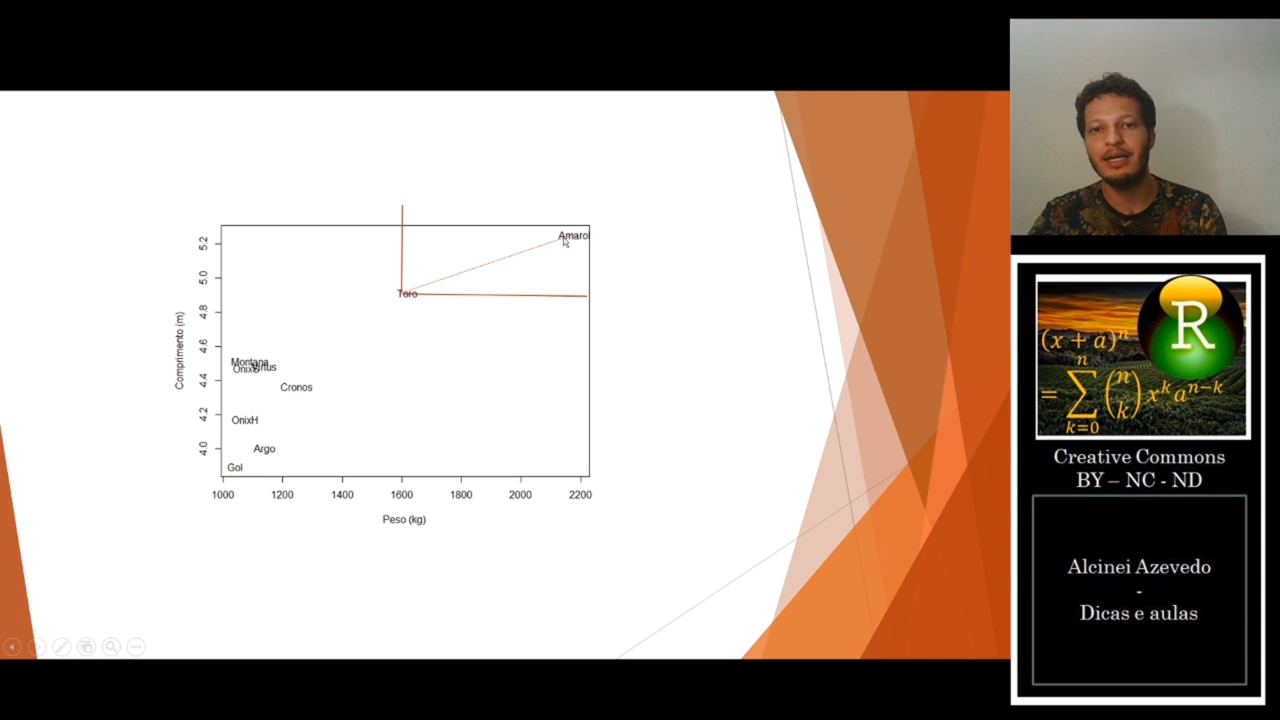 Comprimento (m)
5.2
5.0
4.8
4.6
4.4
4.2
4.0
Amarol
Toro
Montana
Cronos
OnixH
Argo
Gol
1000 1200 1400 1600 1800 2000 2200
Peso (kg)
R
(x + a)^n
= ∑ k=0 n (n k) x^k a^n−k
Creative Commons
BY – NC - ND
Alcinei Azevedo
-
Dicas e aulas